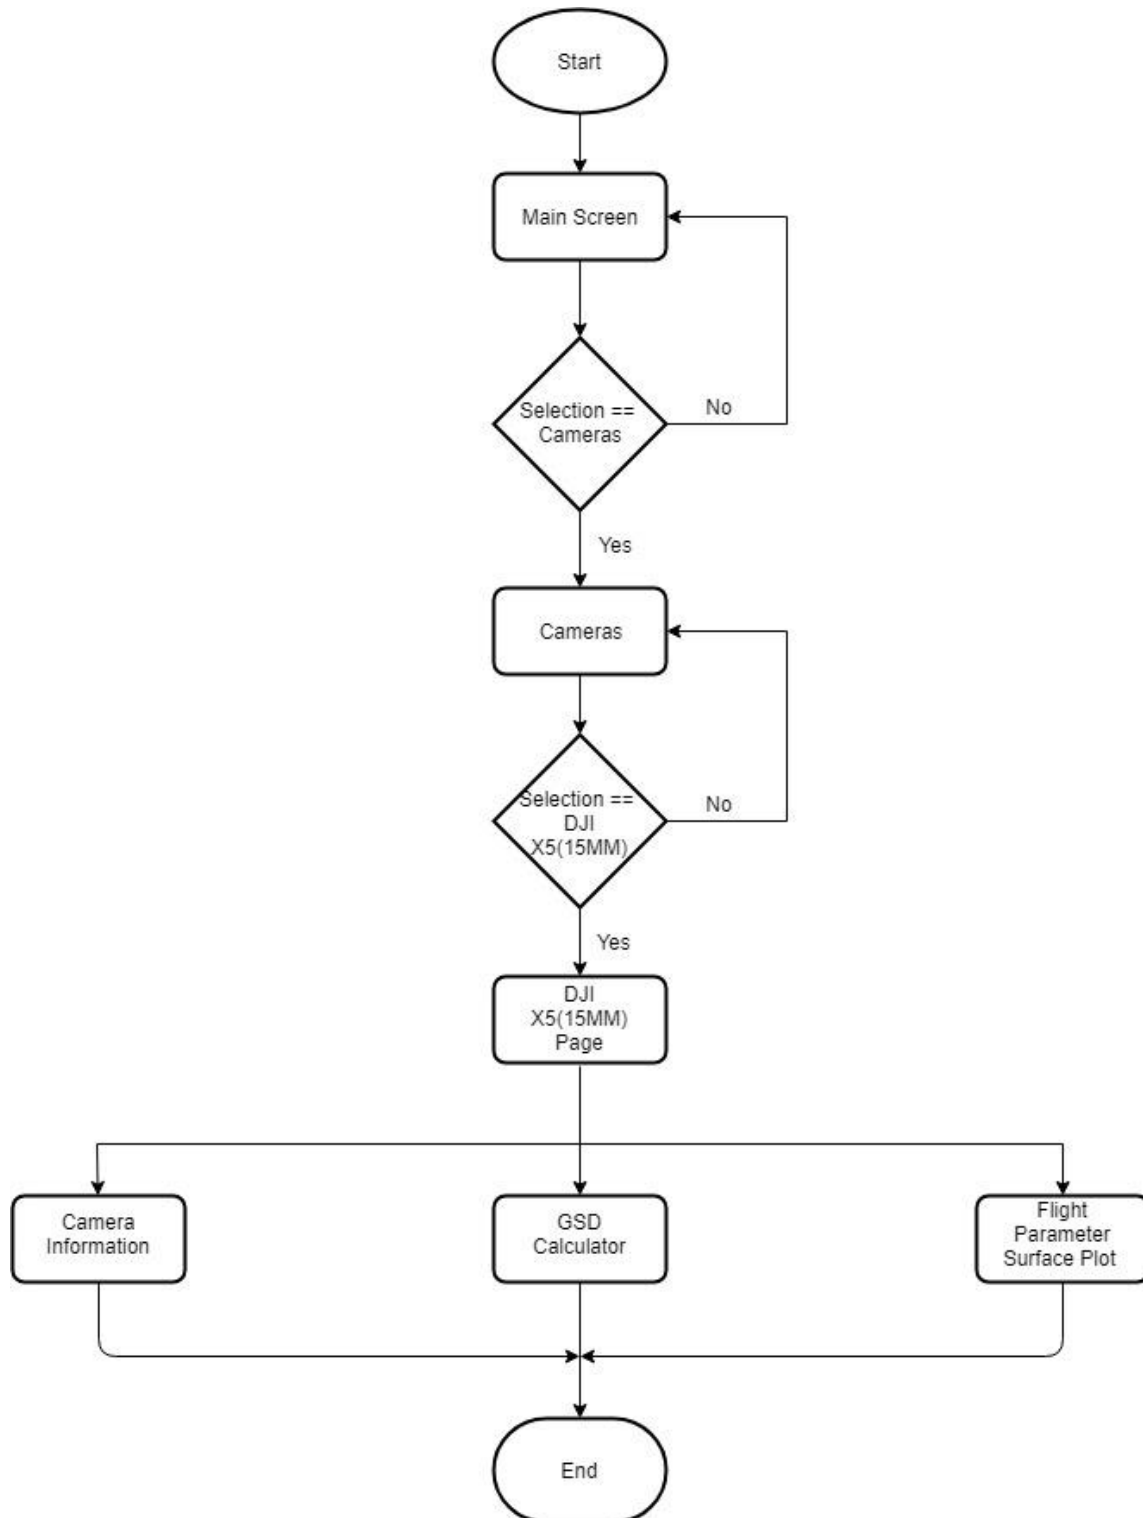 Start
Main Screen
Selection ==
Cameras
No
Yes
Cameras
Selection ==
DJI
X5(15MM)
No
Yes
DJI
X5(15MM)
Page
Camera
Information
GSD
Calculator
Flight
Parameter
Surface Plot
End